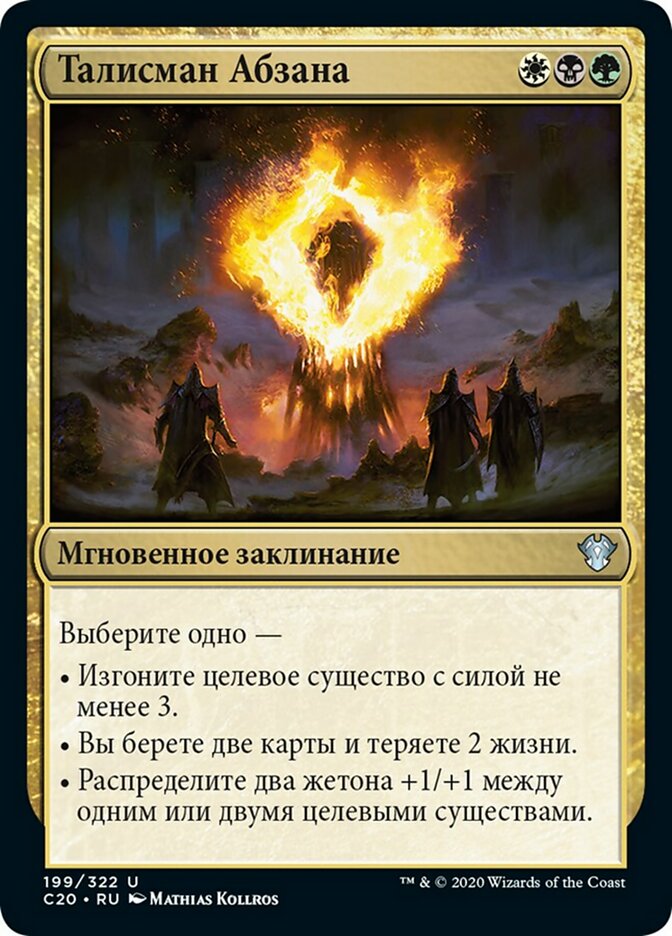 Талисман Абзана
Мгновенное заклинание
Выберите одно —
• Изгоните целевое существо с силой не
менее 3.
• Вы берете две карты и теряете 2 жизни.
• Распределите два жетона +1/+1 между
одним или двумя целевыми существами.
199/322 U
C20 • RU Mathias Kollros
™ & © 2020 Wizards of the Coast